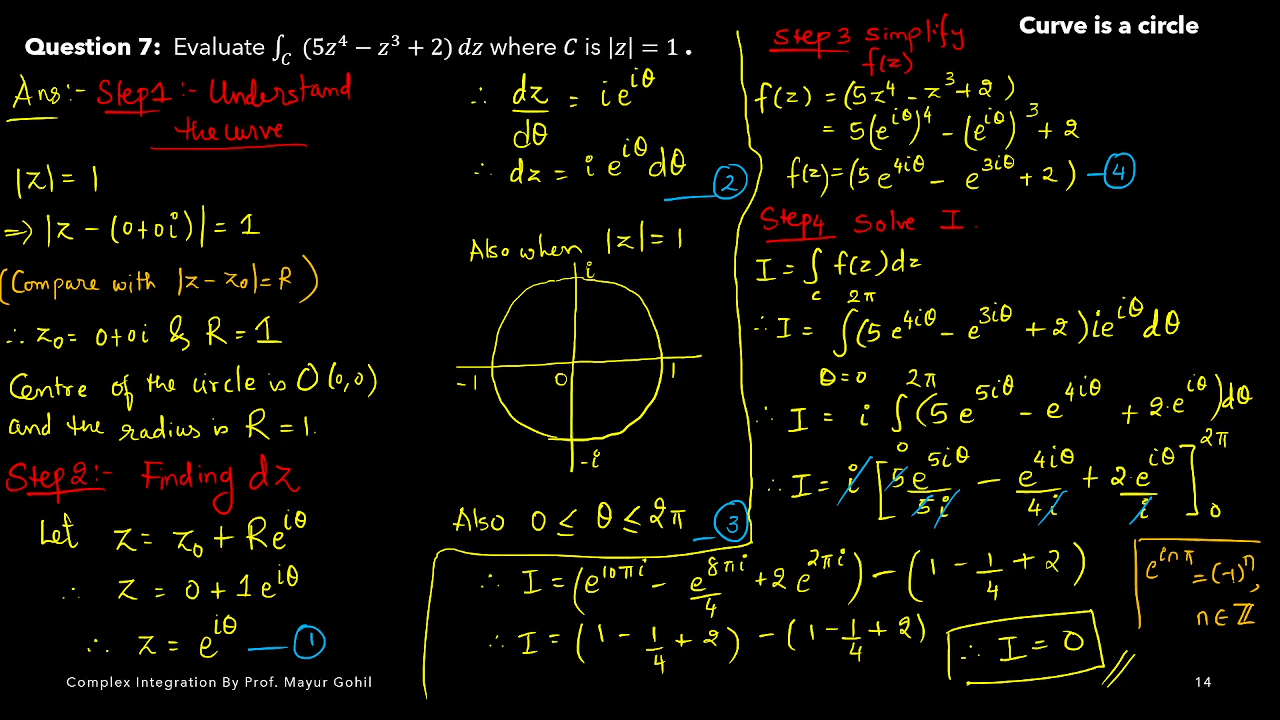 Question 7: Evaluate ∫_C (5z⁴ − z³ + 2) dz where C is |z| = 1 .
Curve is a circle
Ans:- Step1:- Understand
the curve
|z| = 1
⇒ |z − (0+0i)| = 1
(Compare with |z − z₀| = R)
∴ z₀ = 0+0i & R = 1
Centre of the circle is O(0,0)
and the radius is R = 1.
Step2:- Finding dz
Let z = z₀ + Re^{iθ}
∴ z = 0 + 1e^{iθ}
∴ z = e^{iθ} — ①
∴ dz/dθ = ie^{iθ}
∴ dz = i e^{iθ} dθ — ②
Also when |z| = 1
i
-1 0 1
-i
Also 0 ≤ θ ≤ 2π — ③
Step 3 simplify
f(z)
f(z) = (5z⁴ − z³ + 2)
= 5(e^{iθ})⁴ − (e^{iθ})³ + 2
f(z) = (5e^{4iθ} − e^{3iθ} + 2) — ④
Step4 Solve I.
I = ∫_c f(z) dz
∴ I = ∫_{θ=0}^{2π} (5e^{4iθ} − e^{3iθ} + 2) ie^{iθ} dθ
∴ I = i ∫_0^{2π} (5e^{5iθ} − e^{4iθ} + 2·e^{iθ}) dθ
∴ I = i [5e^{5iθ}/5i − e^{4iθ}/4i + 2·e^{iθ}/i]_0^{2π}
∴ I = (e^{10πi} − e^{8πi}/4 + 2e^{2πi}) − (1 − 1/4 + 2)
∴ I = (1 − 1/4 + 2) − (1 − 1/4 + 2)
∴ I = 0 //
e^{inπ} = (-1)^n,
n ∈ ℤ
Complex Integration By Prof. Mayur Gohil
14